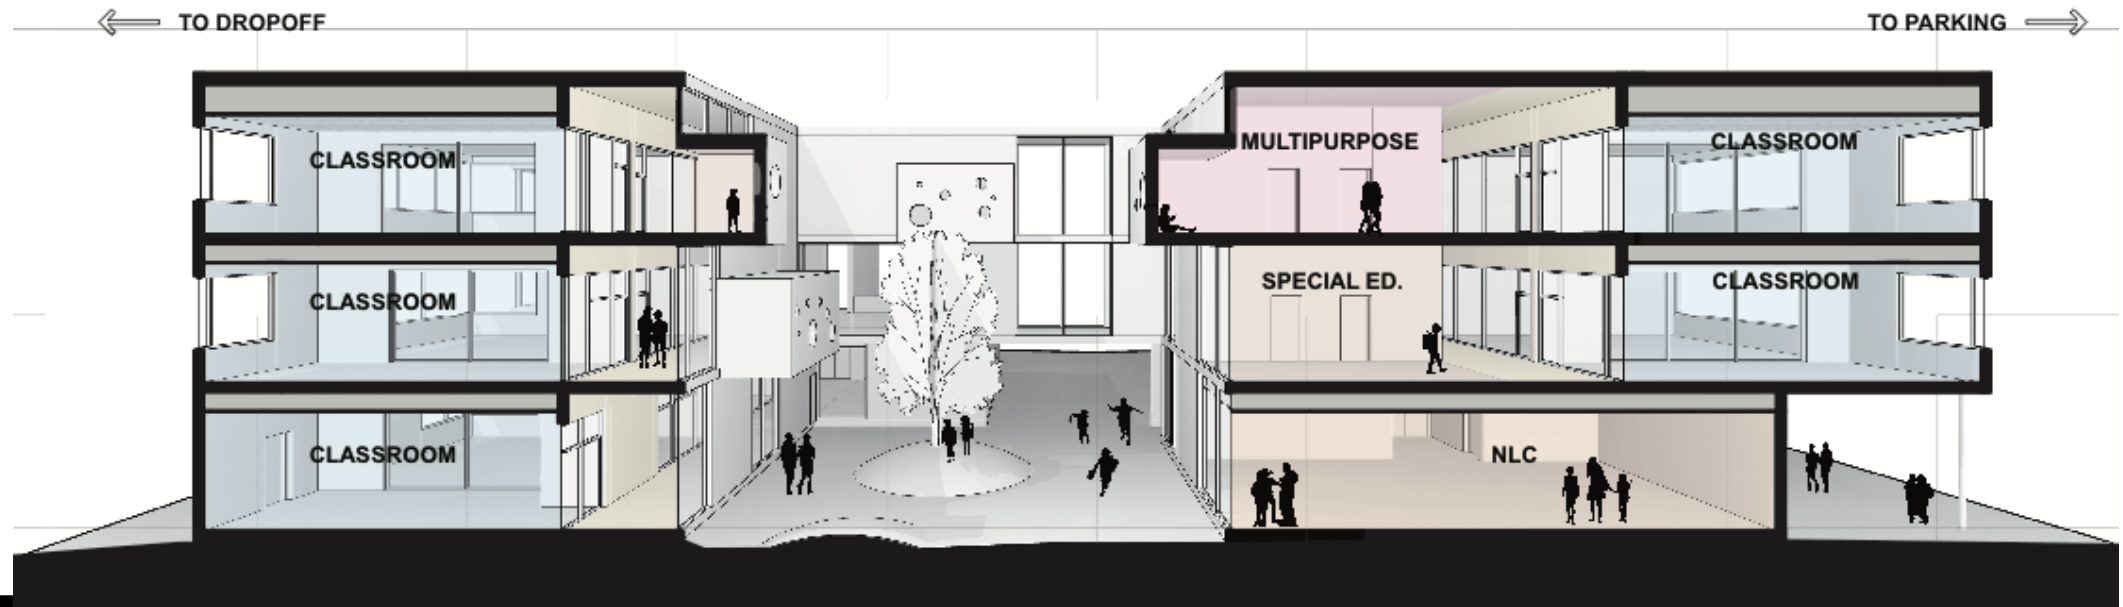 TO DROPOFF
TO PARKING
CLASSROOM
MULTIPURPOSE
CLASSROOM
CLASSROOM
SPECIAL ED.
CLASSROOM
CLASSROOM
NLC